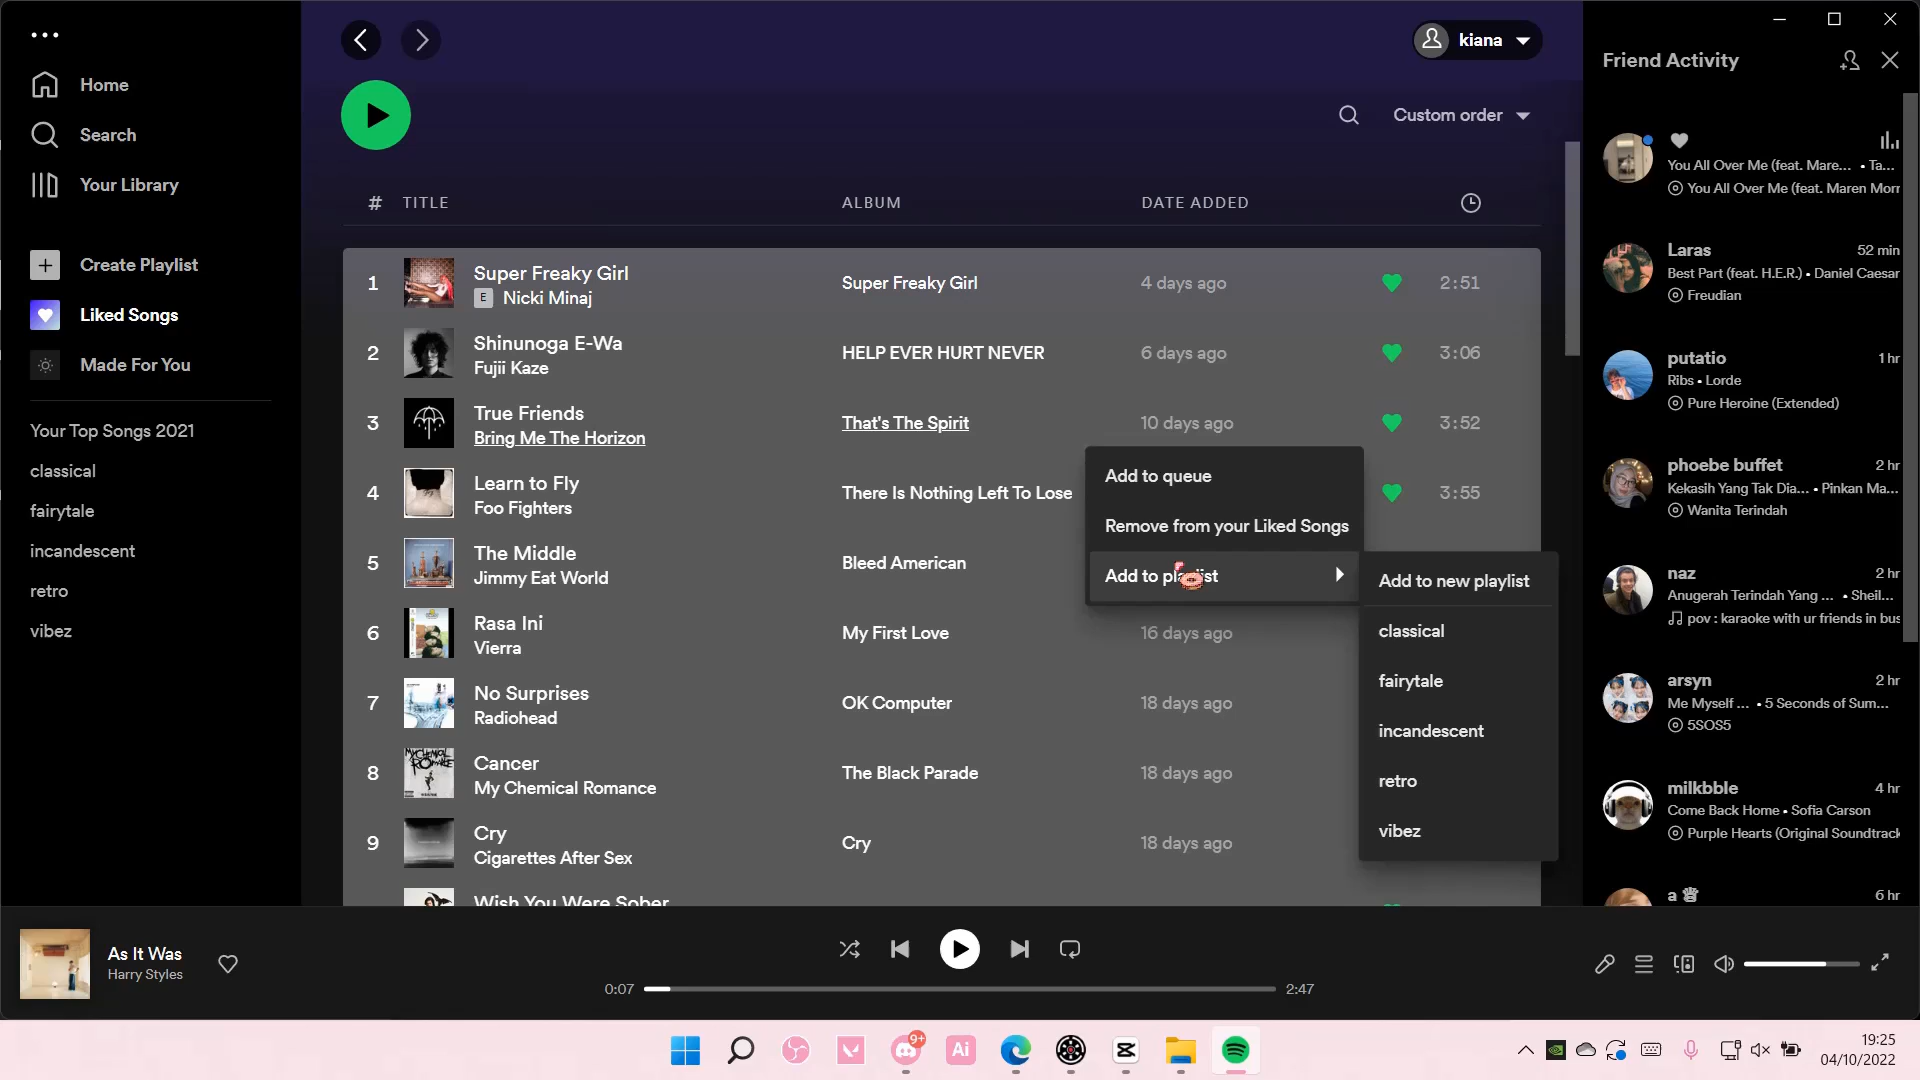 Home
Search
Your Library
Create Playlist
Liked Songs
Made For You
Your Top Songs 2021
classical
fairytale
incandescent
retro
vibez
kiana
Custom order
# TITLE ALBUM DATE ADDED
1 Super Freaky Girl Super Freaky Girl 4 days ago 2:51
E Nicki Minaj
2 Shinunoga E-Wa HELP EVER HURT NEVER 6 days ago 3:06
Fujii Kaze
3 True Friends That's The Spirit 10 days ago 3:52
Bring Me The Horizon
4 Learn to Fly There Is Nothing Left To Lose 3:55
Foo Fighters
5 The Middle Bleed American
Jimmy Eat World
6 Rasa Ini My First Love 16 days ago
Vierra
7 No Surprises OK Computer 18 days ago
Radiohead
8 Cancer The Black Parade 18 days ago
My Chemical Romance
9 Cry Cry 18 days ago
Cigarettes After Sex
Wish You Were Sober
Add to queue
Remove from your Liked Songs
Add to playlist
Add to new playlist
classical
fairytale
incandescent
retro
vibez
Friend Activity
You All Over Me (feat. Mare... • Ta...
You All Over Me (feat. Maren Morr
Laras 52 min
Best Part (feat. H.E.R.) • Daniel Caesar
Freudian
putatio 1 hr
Ribs • Lorde
Pure Heroine (Extended)
phoebe buffet 2 hr
Kekasih Yang Tak Dia... • Pinkan Ma...
Wanita Terindah
naz 2 hr
Anugerah Terindah Yang ... • Sheil...
pov : karaoke with ur friends in bus
arsyn 2 hr
Me Myself ... • 5 Seconds of Sum...
5SOS5
milkbble 4 hr
Come Back Home • Sofia Carson
Purple Hearts (Original Soundtrack
a 6 hr
As It Was
Harry Styles
0:07 2:47
9+
Ai
19:25
04/10/2022